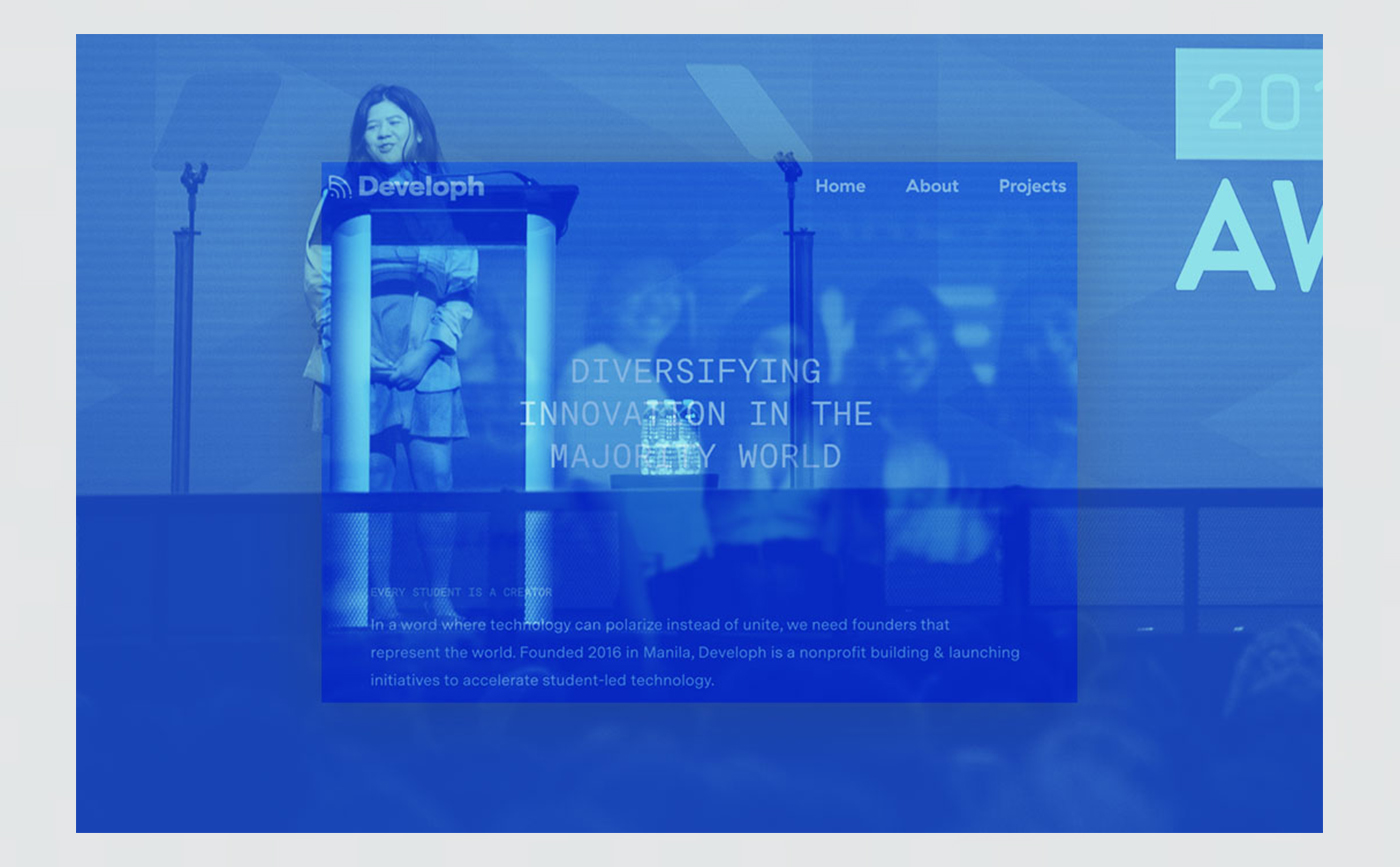 201
AW
Developh
Home
About
Projects
DIVERSIFYING
INNOVATION IN THE
MAJORITY WORLD
EVERY STUDENT IS A CREATOR
In a word where technology can polarize instead of unite, we need founders that
represent the world. Founded 2016 in Manila, Developh is a nonprofit building & launching
initiatives to accelerate student-led technology.